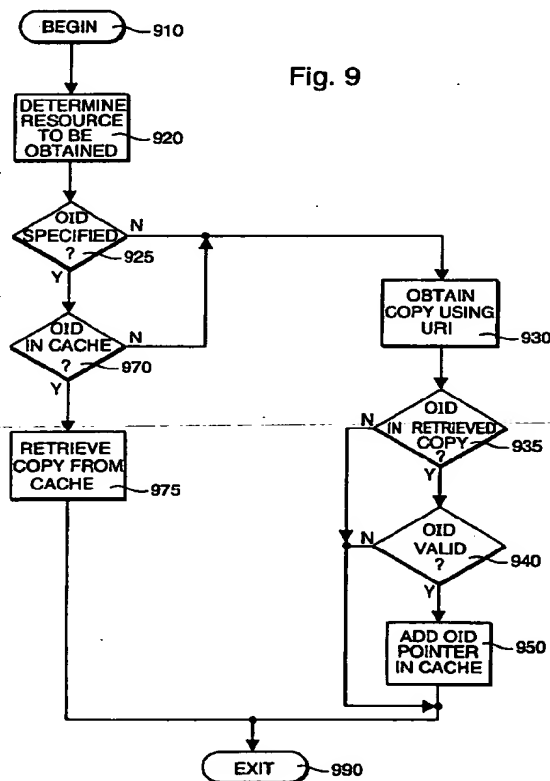 BEGIN
910
Fig. 9
DETERMINE
RESOURCE
TO BE
OBTAINED
920
OID
SPECIFIED
?
925
N
Y
OID
IN CACHE
?
970
N
Y
RETRIEVE
COPY FROM
CACHE
975
OBTAIN
COPY USING
URI
930
OID
IN RETRIEVED
COPY
?
935
N
Y
OID
VALID
?
940
N
Y
ADD OID
POINTER
IN CACHE
950
EXIT
990